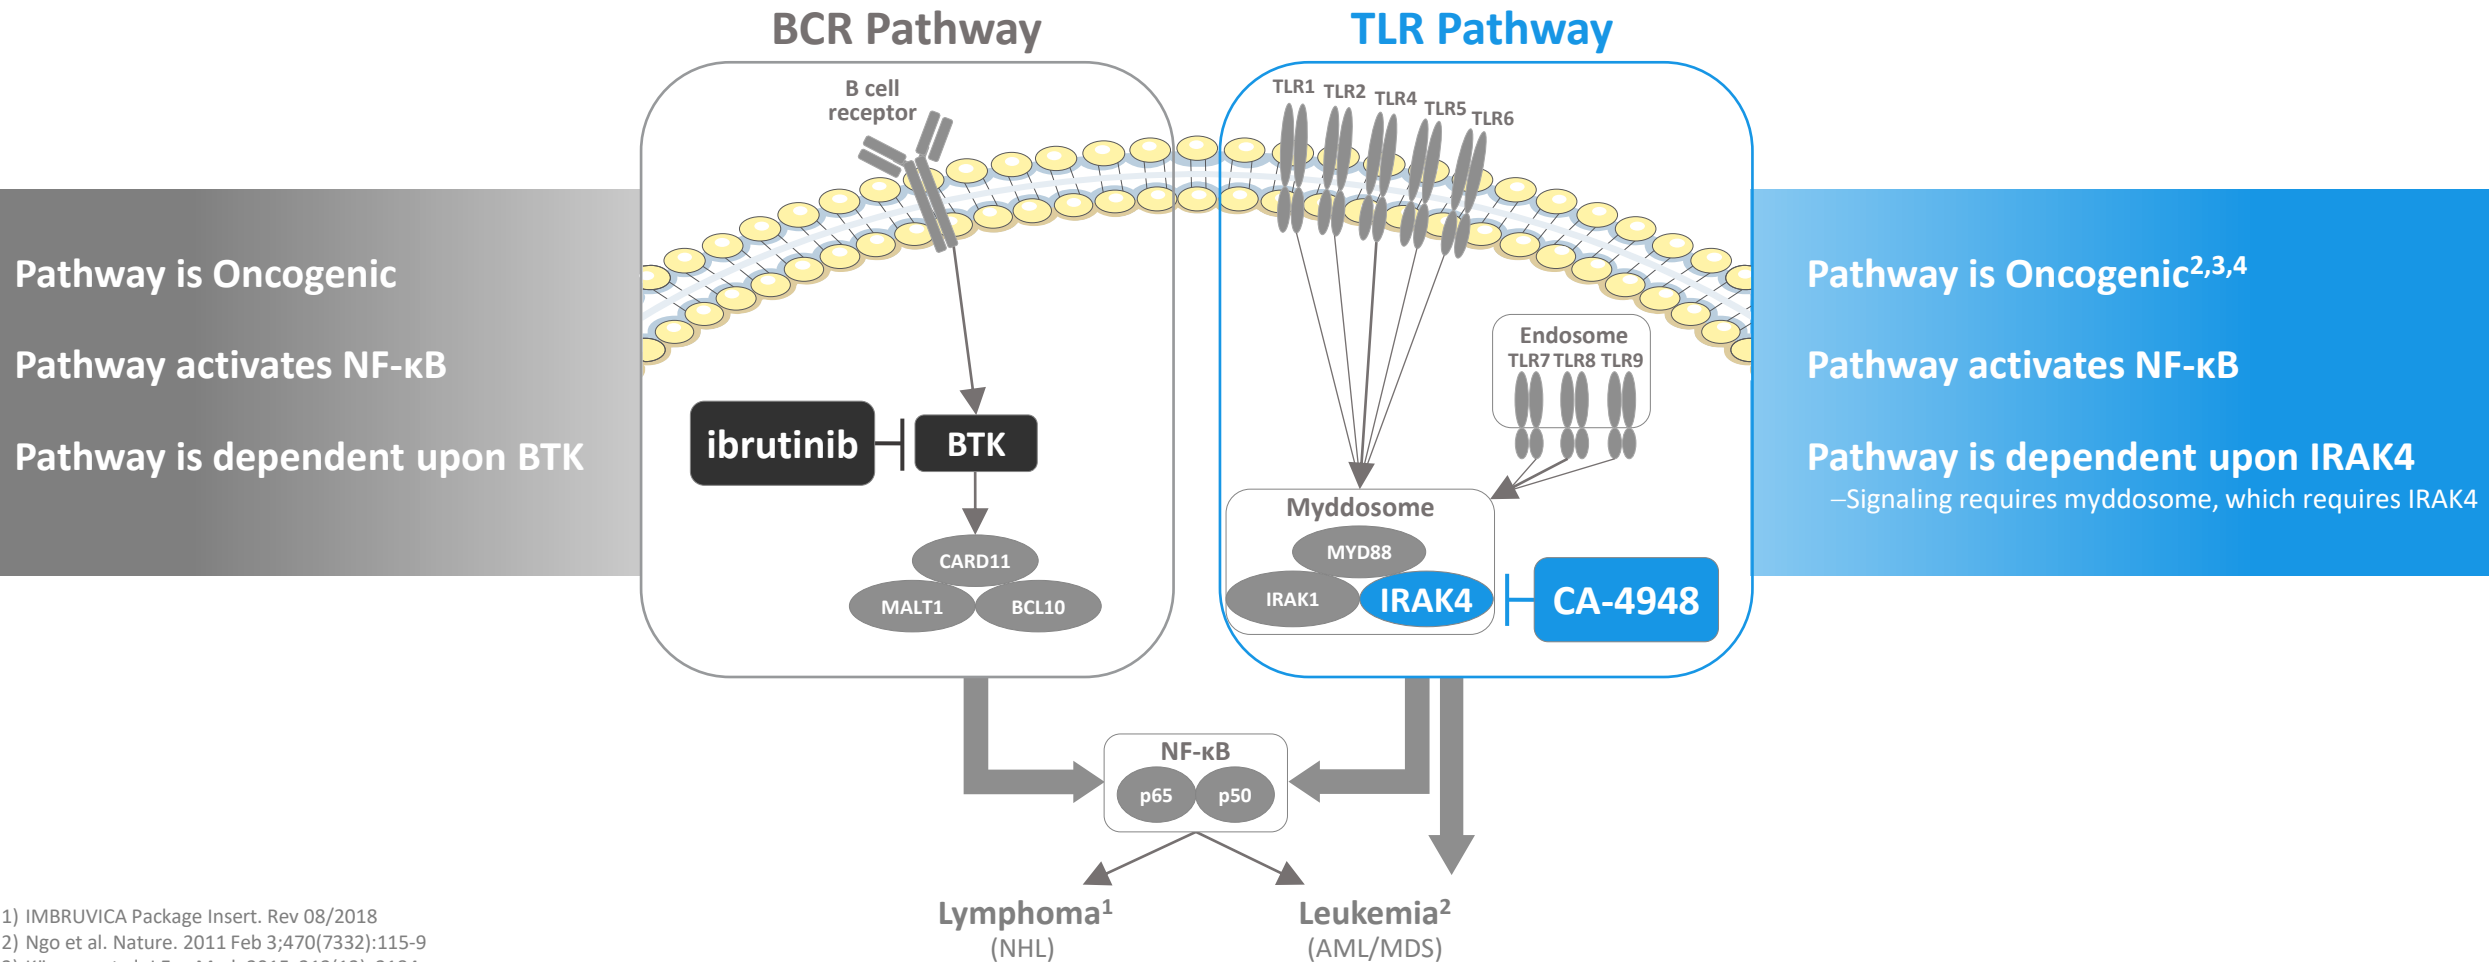 BCR Pathway
TLR Pathway
B cell
receptor
TLR1 TLR2 TLR4 TLR5 TLR6
Pathway is Oncogenic
Pathway activates NF-κB
Pathway is dependent upon BTK
ibrutinib
BTK
CARD11
MALT1 BCL10
Endosome
TLR7 TLR8 TLR9
Myddosome
MYD88
IRAK1 IRAK4
CA-4948
Pathway is Oncogenic2,3,4
Pathway activates NF-κB
Pathway is dependent upon IRAK4
–Signaling requires myddosome, which requires IRAK4
NF-κB
p65 p50
Lymphoma1
(NHL)
Leukemia2
(AML/MDS)
1) IMBRUVICA Package Insert. Rev 08/2018
2) Ngo et al. Nature. 2011 Feb 3;470(7332):115-9